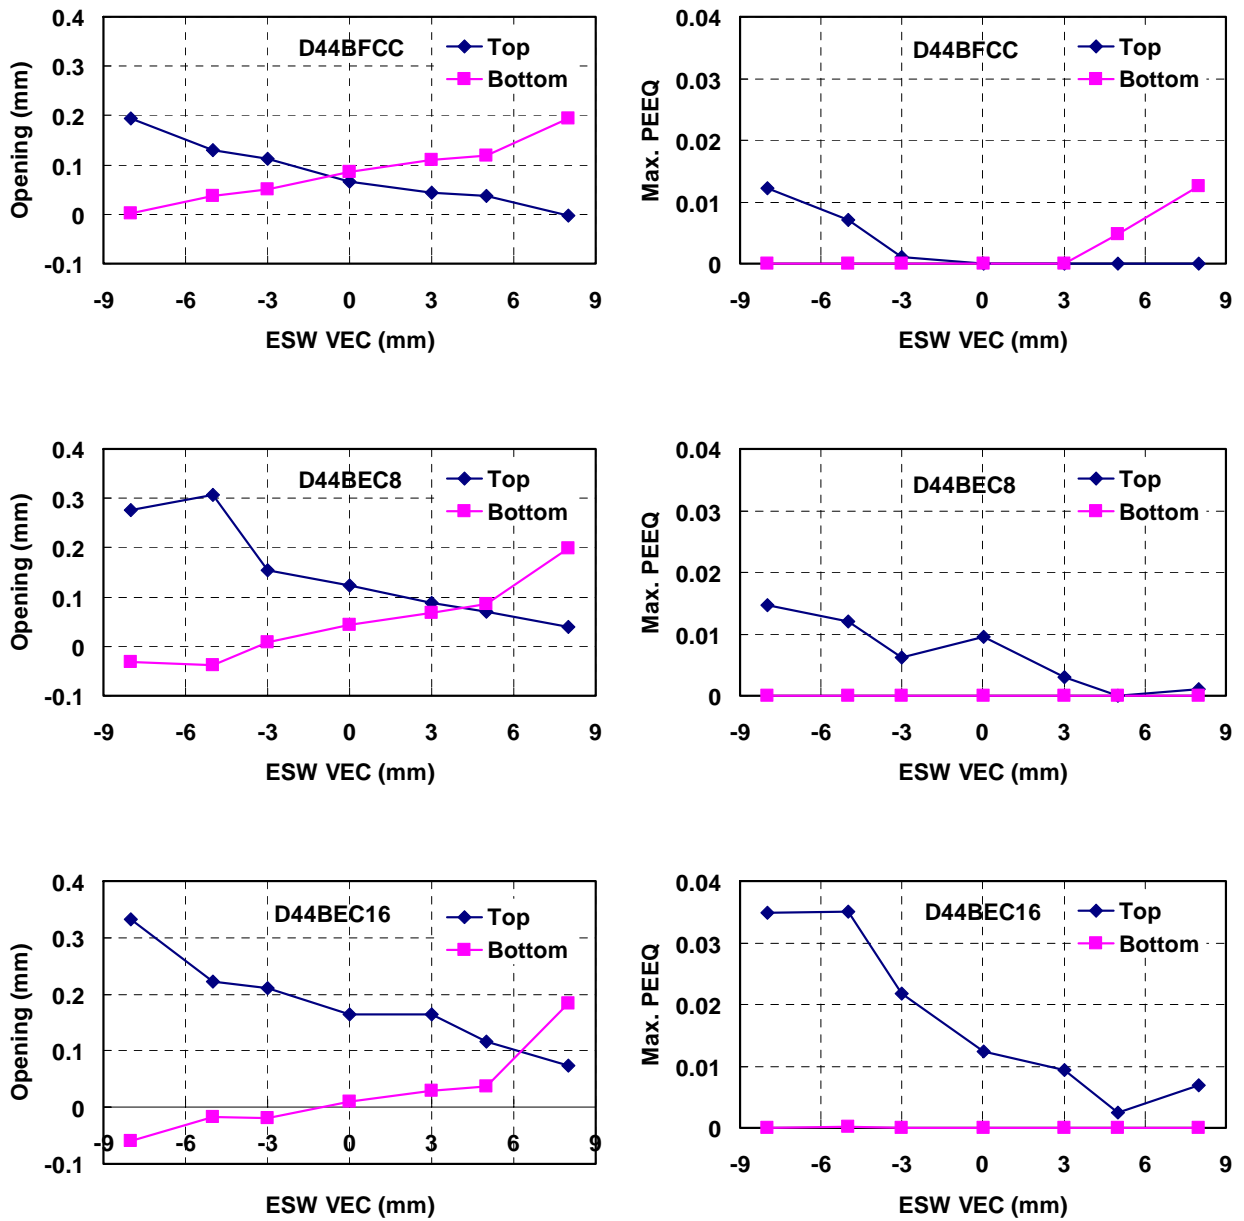 0.4
0.3
0.2
0.1
0
-0.1
Opening (mm)
D44BFCC
Top
Bottom
-9 -6 -3 0 3 6 9
ESW VEC (mm)
0.04
0.03
0.02
0.01
0
Max. PEEQ
D44BFCC
Top
Bottom
-9 -6 -3 0 3 6 9
ESW VEC (mm)
0.4
0.3
0.2
0.1
0
-0.1
Opening (mm)
D44BEC8
Top
Bottom
-9 -6 -3 0 3 6 9
ESW VEC (mm)
0.04
0.03
0.02
0.01
0
Max. PEEQ
D44BEC8
Top
Bottom
-9 -6 -3 0 3 6 9
ESW VEC (mm)
0.4
0.3
0.2
0.1
0
-0.1
Opening (mm)
D44BEC16
Top
Bottom
-9 -6 -3 0 3 6 9
ESW VEC (mm)
0.04
0.03
0.02
0.01
0
Max. PEEQ
D44BEC16
Top
Bottom
-9 -6 -3 0 3 6 9
ESW VEC (mm)